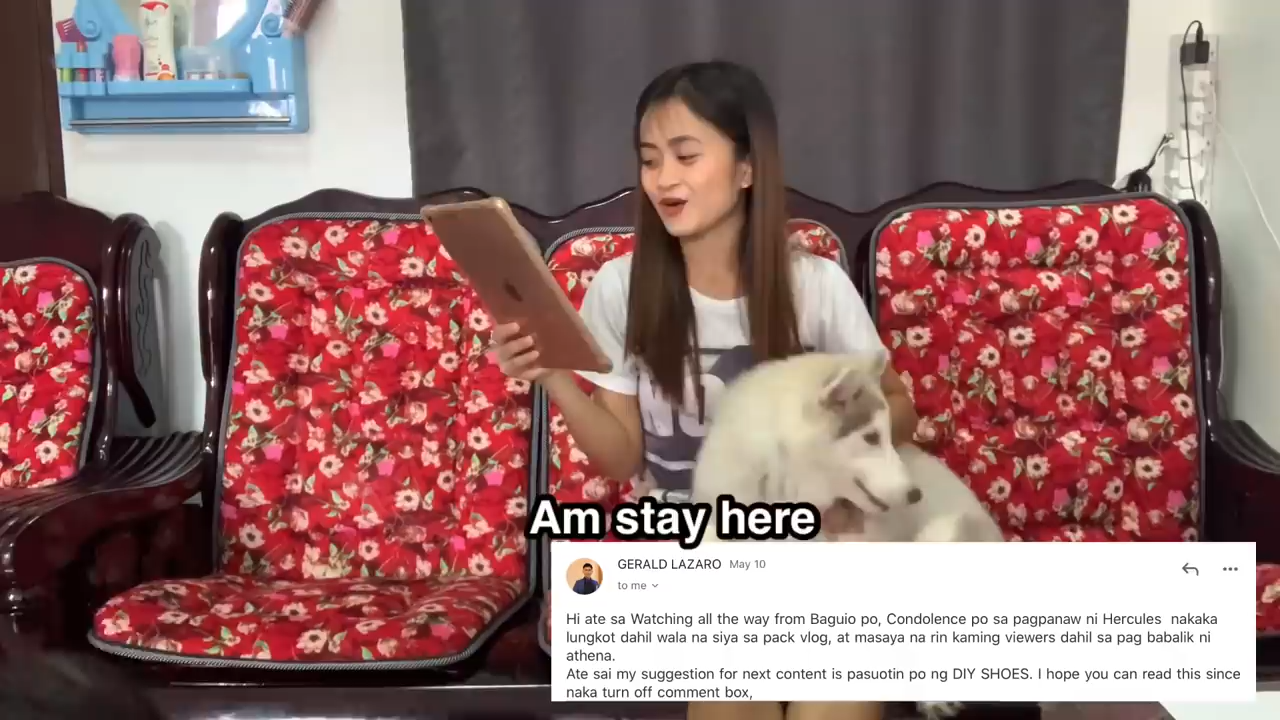 Am stay here
GERALD LAZARO May 10
to me
Hi ate sa Watching all the way from Baguio po, Condolence po sa pagpanaw ni Hercules nakaka
lungkot dahil wala na siya sa pack vlog, at masaya na rin kaming viewers dahil sa pag babalik ni
athena.
Ate sai my suggestion for next content is pasuotin po ng DIY SHOES. I hope you can read this since
naka turn off comment box,